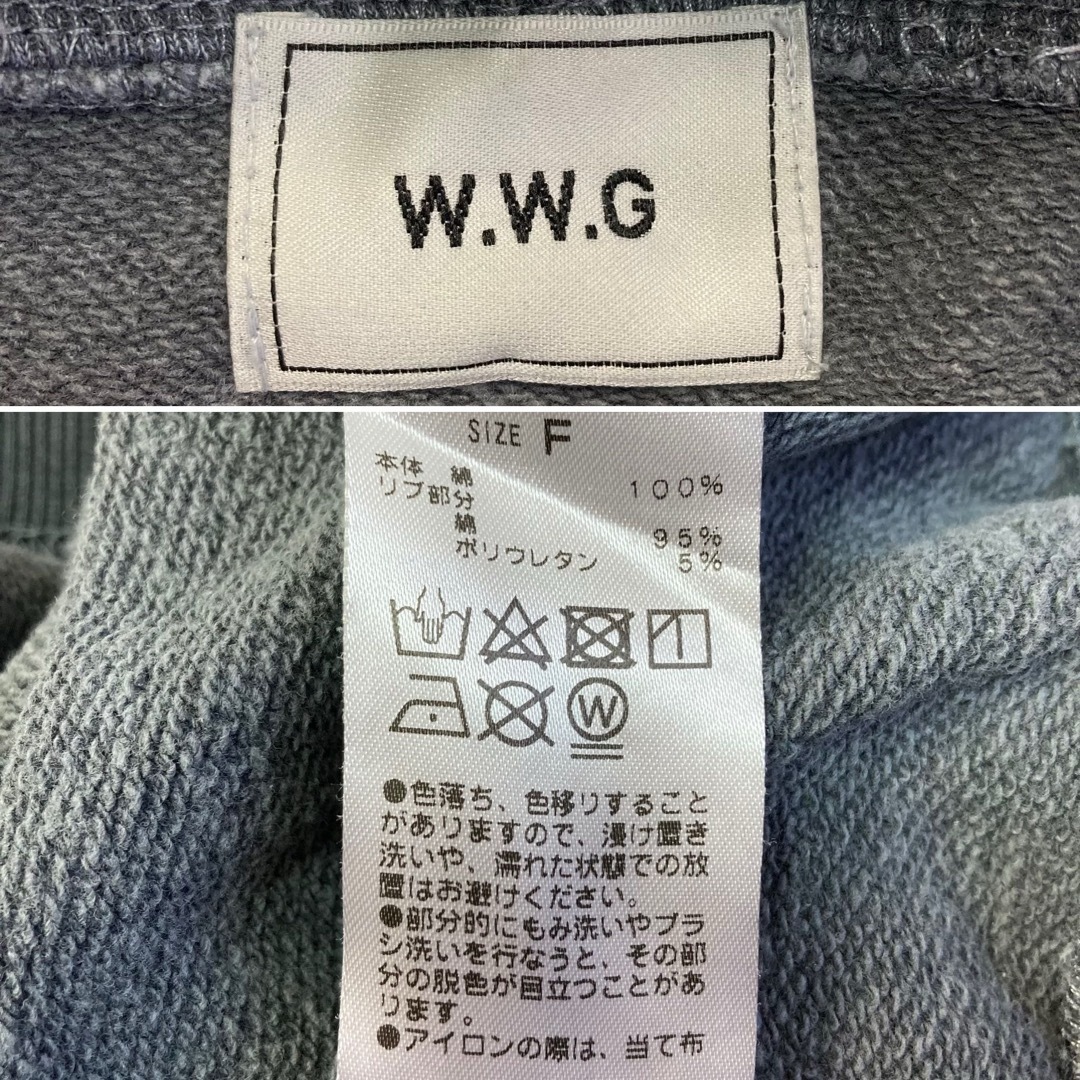 W.W.G
SIZE F
本体 綿 100%
リブ部分
綿 95%
ポリウレタン 5%
W
●色落ち、色移りすること
がありますので、浸け置き
洗いや、濡れた状態での放
置はお避けください。
●部分的にもみ洗いやブラ
シ洗いを行なうと、その部
分の脱色が目立つことがあ
ります。
●アイロンの際は、当て布